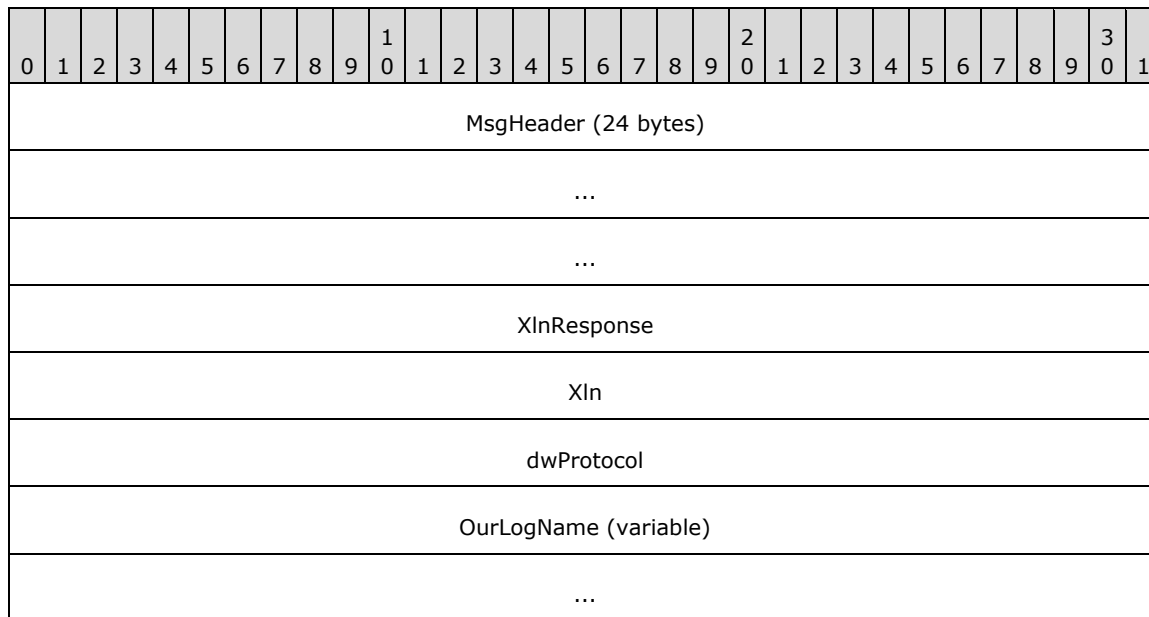 1 2 3
0 1 2 3 4 5 6 7 8 9 0 1 2 3 4 5 6 7 8 9 0 1 2 3 4 5 6 7 8 9 0 1
MsgHeader (24 bytes)
...
...
XlnResponse
Xln
dwProtocol
OurLogName (variable)
...